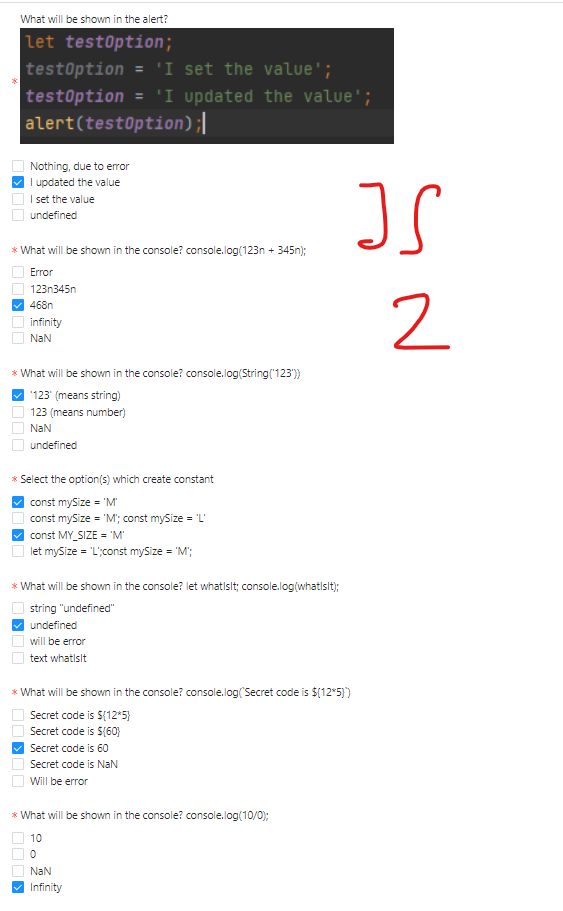 What will be shown in the alert?
let testOption;
testOption = 'I set the value';
*
testOption = 'I updated the value';
alert(testOption);
Nothing, due to error
I updated the value
I set the value
undefined
JS
2
* What will be shown in the console? console.log(123n + 345n);
Error
123n345n
468n
infinity
NaN
* What will be shown in the console? console.log(String('123'))
'123' (means string)
123 (means number)
NaN
undefined
* Select the option(s) which create constant
const mySize = 'M'
const mySize = 'M'; const mySize = 'L'
const MY_SIZE = 'M'
let mySize = 'L';const mySize = 'M';
* What will be shown in the console? let whatIsIt; console.log(whatIsIt);
string "undefined"
undefined
will be error
text whatIsIt
* What will be shown in the console? console.log(`Secret code is ${12*5}`)
Secret code is ${12*5}
Secret code is ${60}
Secret code is 60
Secret code is NaN
Will be error
* What will be shown in the console? console.log(10/0);
10
0
NaN
Infinity